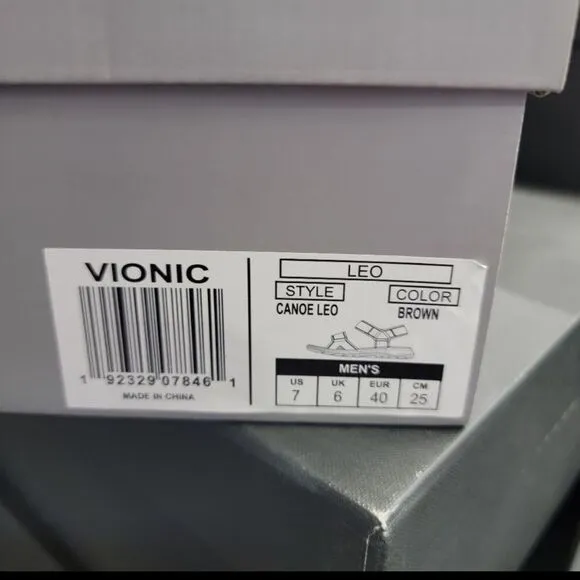 VIONIC
1 92329 07846 1
MADE IN CHINA
LEO
STYLE COLOR
CANOE LEO BROWN
MEN'S
US UK EUR CM
7 6 40 25